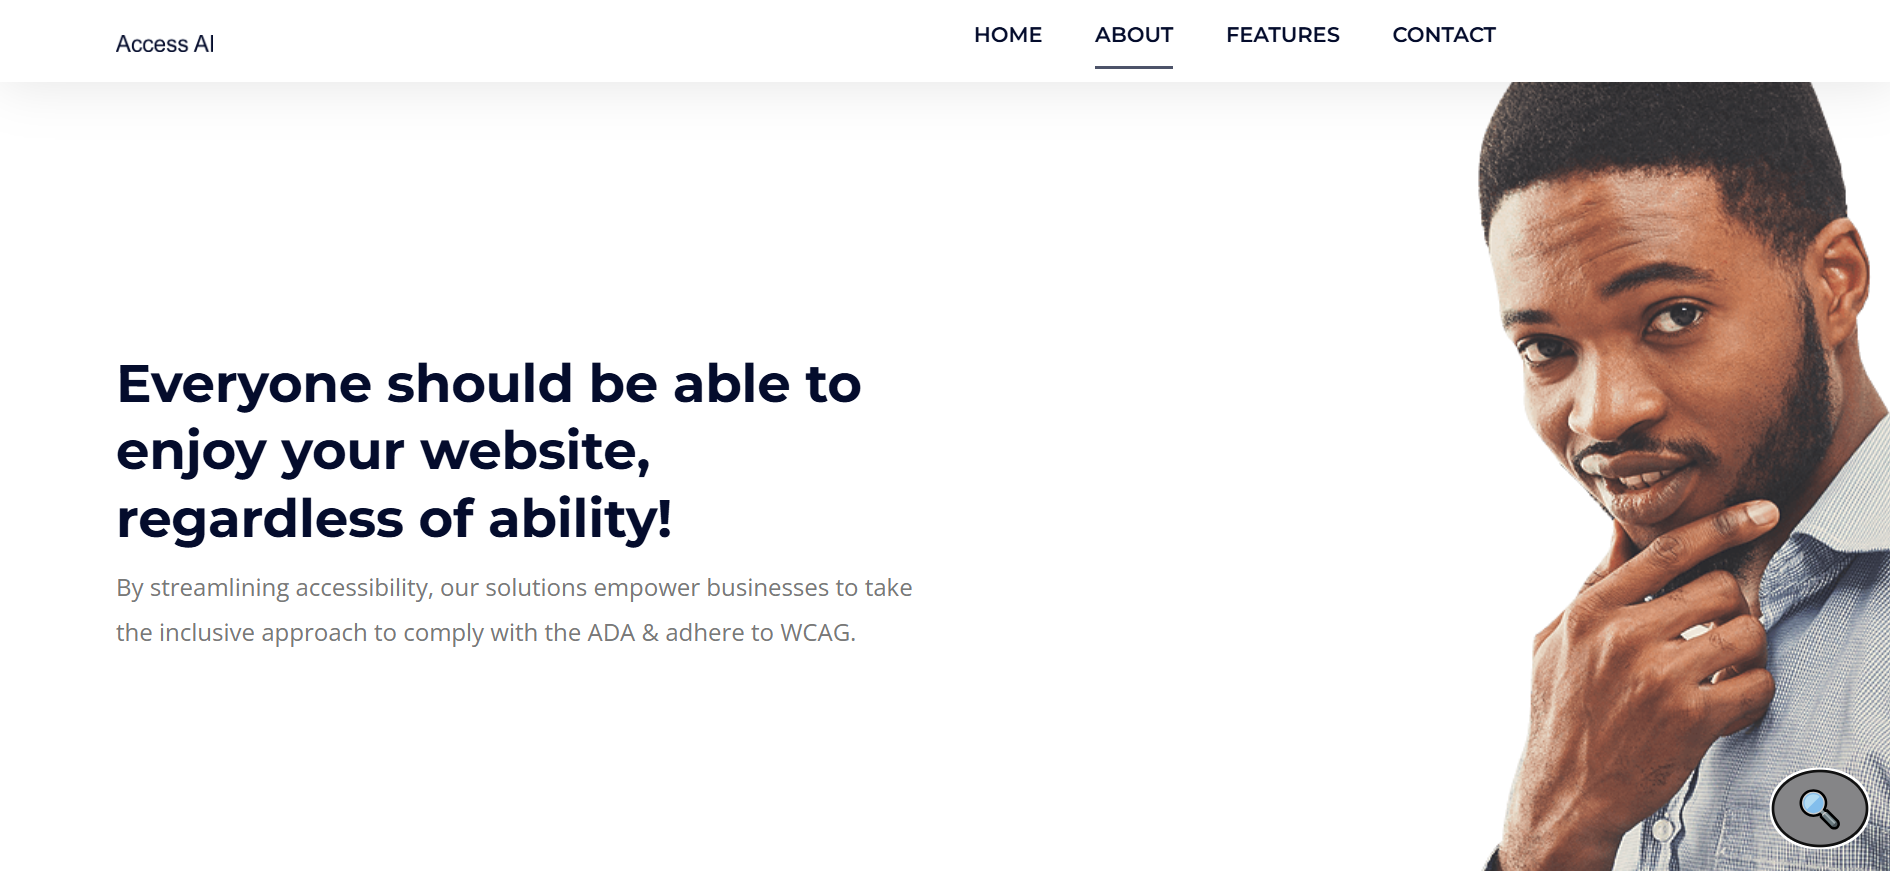 Access AI
HOME ABOUT FEATURES CONTACT
Everyone should be able to
enjoy your website,
regardless of ability!
By streamlining accessibility, our solutions empower businesses to take
the inclusive approach to comply with the ADA & adhere to WCAG.